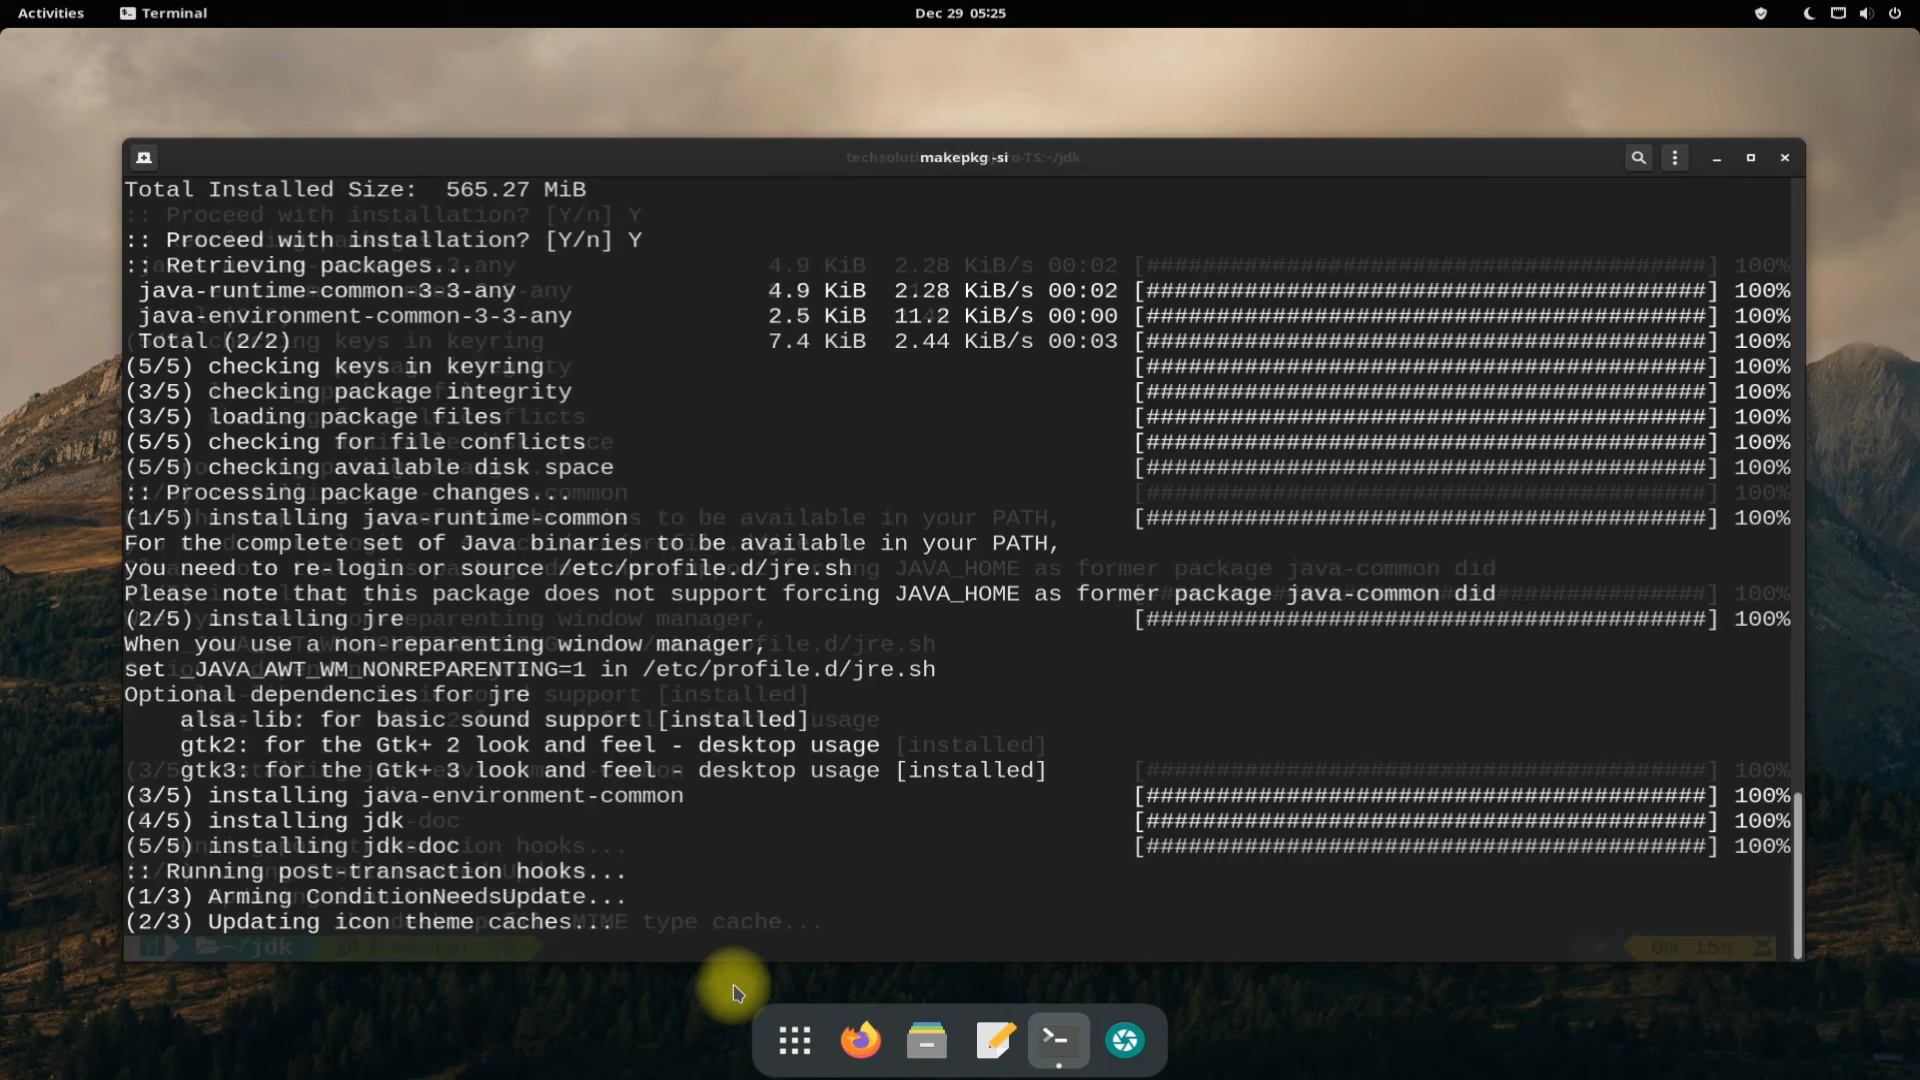 Activities
Terminal
Dec 29 05:25
makepkg -si
Total Installed Size:  565.27 MiB
:: Proceed with installation? [Y/n] Y
:: Retrieving packages...
java-runtime-common-3-3-any 4.9 KiB 2.28 KiB/s 00:02 [########################################] 100%
java-environment-common-3-3-any 2.5 KiB 11.2 KiB/s 00:00 [########################################] 100%
Total (2/2) 7.4 KiB 2.44 KiB/s 00:03 [########################################] 100%
(5/5) checking keys in keyring [########################################] 100%
(3/5) checking package integrity [########################################] 100%
(3/5) loading package files [########################################] 100%
(5/5) checking for file conflicts [########################################] 100%
(5/5) checking available disk space [########################################] 100%
:: Processing package changes...
(1/5) installing java-runtime-common [########################################] 100%
For the complete set of Java binaries to be available in your PATH,
you need to re-login or source /etc/profile.d/jre.sh
Please note that this package does not support forcing JAVA_HOME as former package java-common did
(2/5) installing jre [########################################] 100%
When you use a non-reparenting window manager,
set _JAVA_AWT_WM_NONREPARENTING=1 in /etc/profile.d/jre.sh
Optional dependencies for jre
alsa-lib: for basic sound support [installed]
gtk2: for the Gtk+ 2 look and feel - desktop usage
gtk3: for the Gtk+ 3 look and feel - desktop usage [installed]
(3/5) installing java-environment-common [########################################] 100%
(4/5) installing jdk [########################################] 100%
(5/5) installing jdk-doc [########################################] 100%
:: Running post-transaction hooks...
(1/3) Arming ConditionNeedsUpdate...
(2/3) Updating icon theme caches...
~/jdk
6m 15s